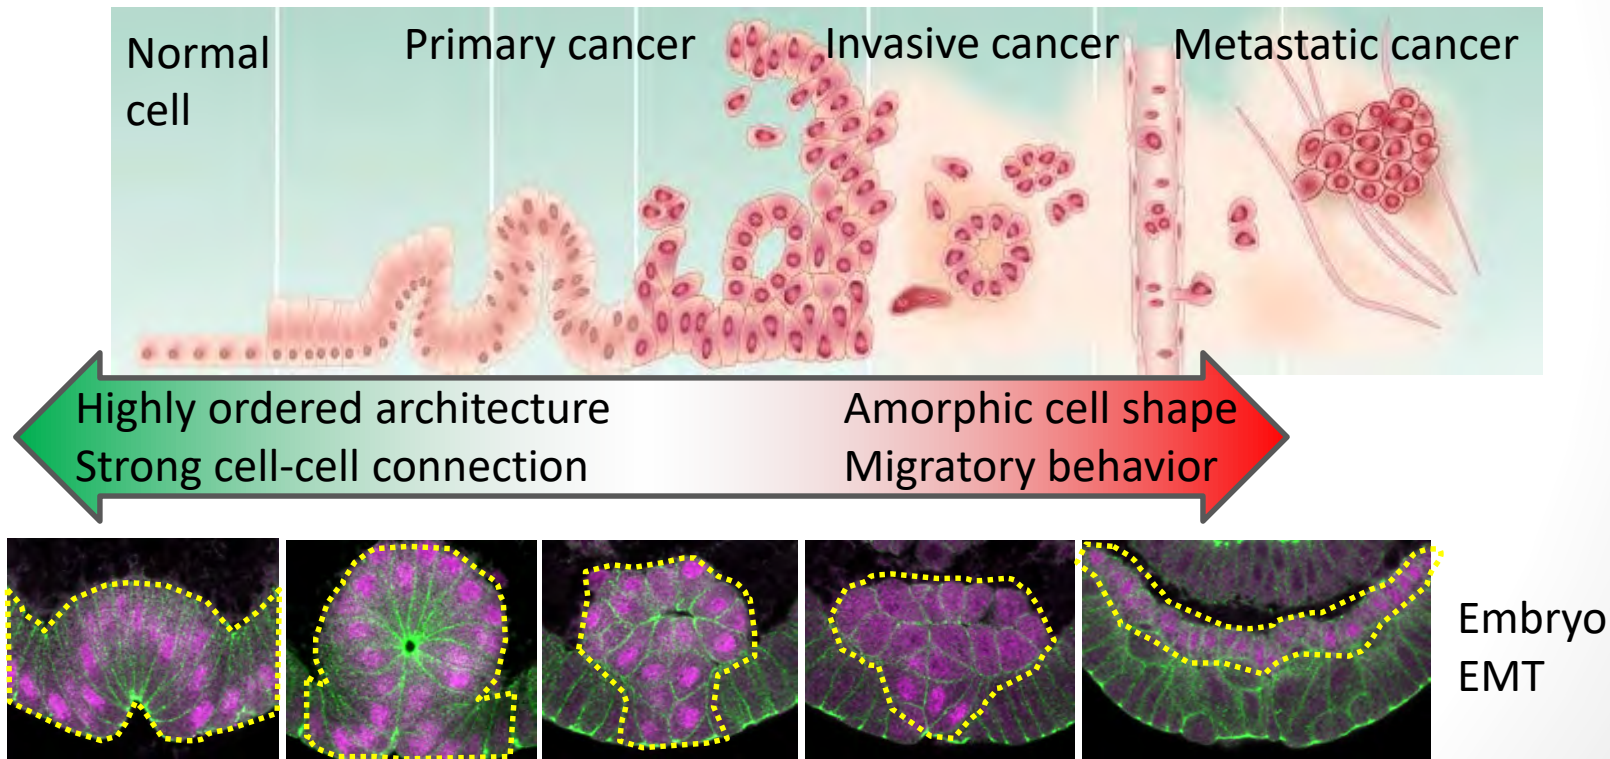 Normal
cell
Primary cancer
Invasive cancer
Metastatic cancer
Highly ordered architecture
Strong cell-cell connection
Amorphic cell shape
Migratory behavior
Embryo
EMT